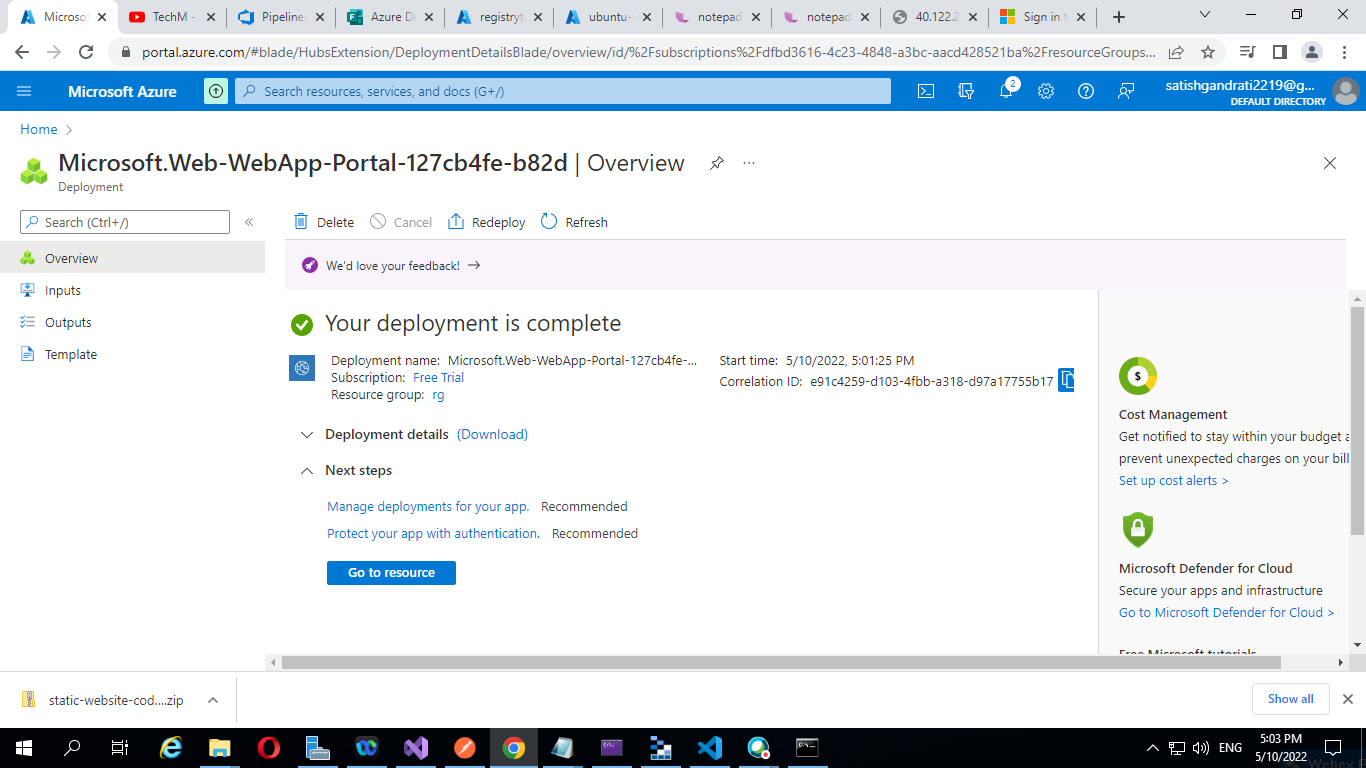 Microsof
TechM -
Pipeline
Azure De
registryt
ubuntu-
notepad
notepad
40.122.2
Sign in t
portal.azure.com/#blade/HubsExtension/DeploymentDetailsBlade/overview/id/%2Fsubscriptions%2Fdfbd3616-4c23-4848-a3bc-aacd428521ba%2FresourceGroups...
Microsoft Azure
Search resources, services, and docs (G+/)
2
satishgandrati2219@g...
DEFAULT DIRECTORY
Home
Microsoft.Web-WebApp-Portal-127cb4fe-b82d | Overview
Deployment
Search (Ctrl+/)
Delete
Cancel
Redeploy
Refresh
Overview
Inputs
Outputs
Template
We'd love your feedback!
Your deployment is complete
Deployment name: Microsoft.Web-WebApp-Portal-127cb4fe-...
Subscription: Free Trial
Resource group: rg
Start time: 5/10/2022, 5:01:25 PM
Correlation ID: e91c4259-d103-4fbb-a318-d97a17755b17
Deployment details (Download)
Next steps
Manage deployments for your app. Recommended
Protect your app with authentication. Recommended
Go to resource
Cost Management
Get notified to stay within your budget a
prevent unexpected charges on your bill
Set up cost alerts >
Microsoft Defender for Cloud
Secure your apps and infrastructure
Go to Microsoft Defender for Cloud >
Free Microsoft tutorials
static-website-cod....zip
Show all
ENG
5:03 PM
5/10/2022